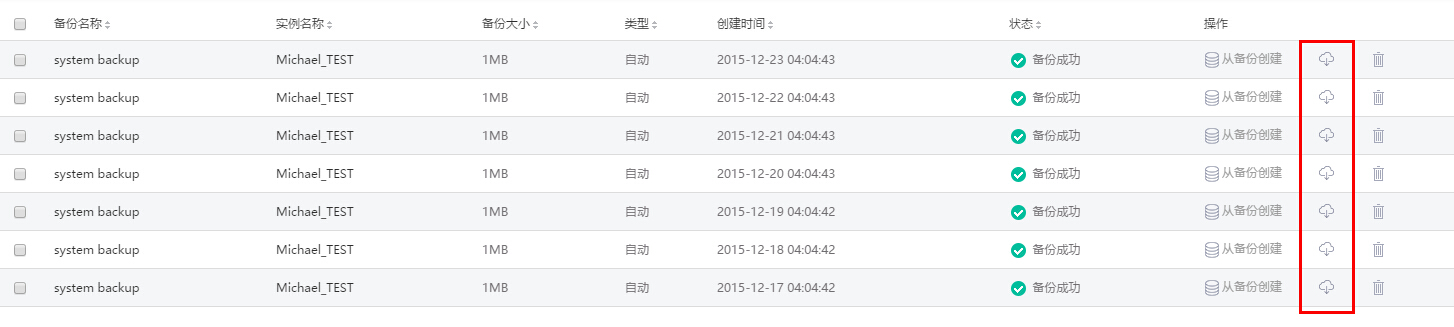 备份名称 实例名称 备份大小 类型 创建时间 状态 操作
system backup Michael_TEST 1MB 自动 2015-12-23 04:04:43 备份成功 从备份创建
system backup Michael_TEST 1MB 自动 2015-12-22 04:04:43 备份成功 从备份创建
system backup Michael_TEST 1MB 自动 2015-12-21 04:04:43 备份成功 从备份创建
system backup Michael_TEST 1MB 自动 2015-12-20 04:04:43 备份成功 从备份创建
system backup Michael_TEST 1MB 自动 2015-12-19 04:04:42 备份成功 从备份创建
system backup Michael_TEST 1MB 自动 2015-12-18 04:04:42 备份成功 从备份创建
system backup Michael_TEST 1MB 自动 2015-12-17 04:04:42 备份成功 从备份创建